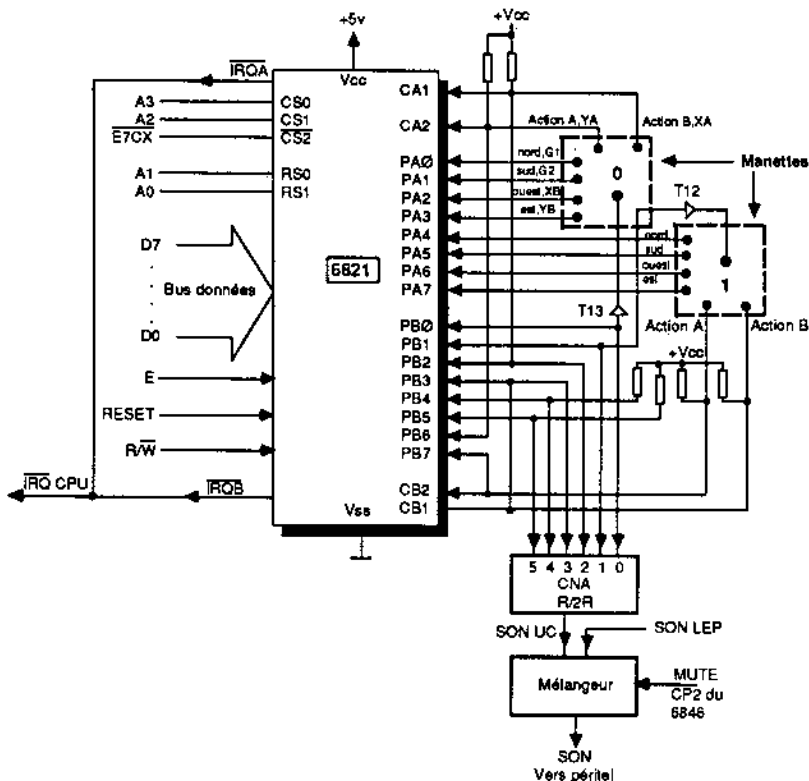 +5v
+Vcc
IRQA
Vcc
A3
CS0
CA1
A2
CS1
Action A,YA
Action B,XA
E7CX
CS2
CA2
nord,G1
PAØ
Manettes
A1
RS0
sud,G2
PA1
0
A0
RS1
ouest,XB
PA2
T12
est,YB
PA3
nord
PA4
D7
sud
PA5
6821
ouest
PA6
1
Bus données
est
PA7
T13
Action A
Action B
PBØ
D0
PB1
+Vcc
PB2
E
PB3
PB4
RESET
PB5
PB6
R/W
PB7
IRQ CPU
IRQB
CB2
Vss
CB1
5 4 3 2 1 0
CNA
R/2R
SON UC
SON LEP
Mélangeur
MUTE
CP2 du
6846
SON
Vers péritel